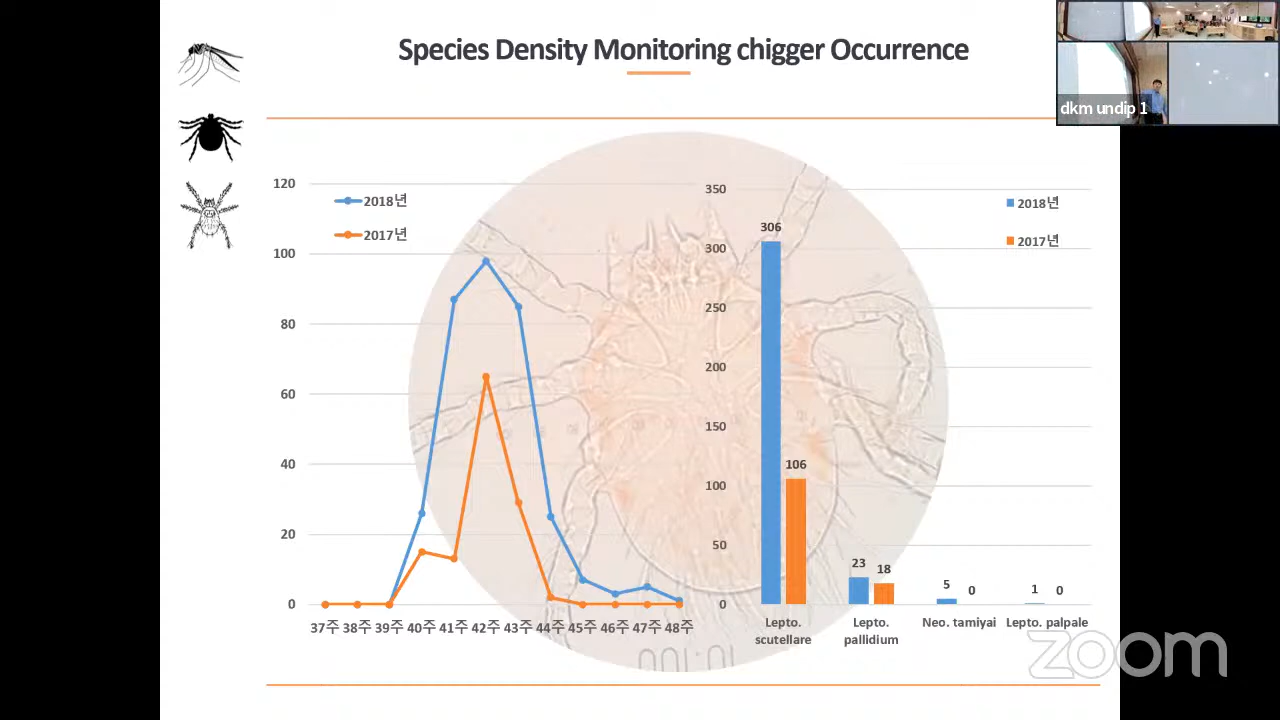 Species Density Monitoring chigger Occurrence
dkm undip 1
120
100
80
60
40
20
0
2018년
2017년
37주 38주 39주 40주 41주 42주 43주 44주 45주 46주 47주 48주
350
300
250
200
150
100
50
0
2018년
2017년
306
106
23
18
5
0
1
0
Lepto.
scutellare
Lepto.
pallidium
Neo. tamiyai
Lepto. palpale
zoom